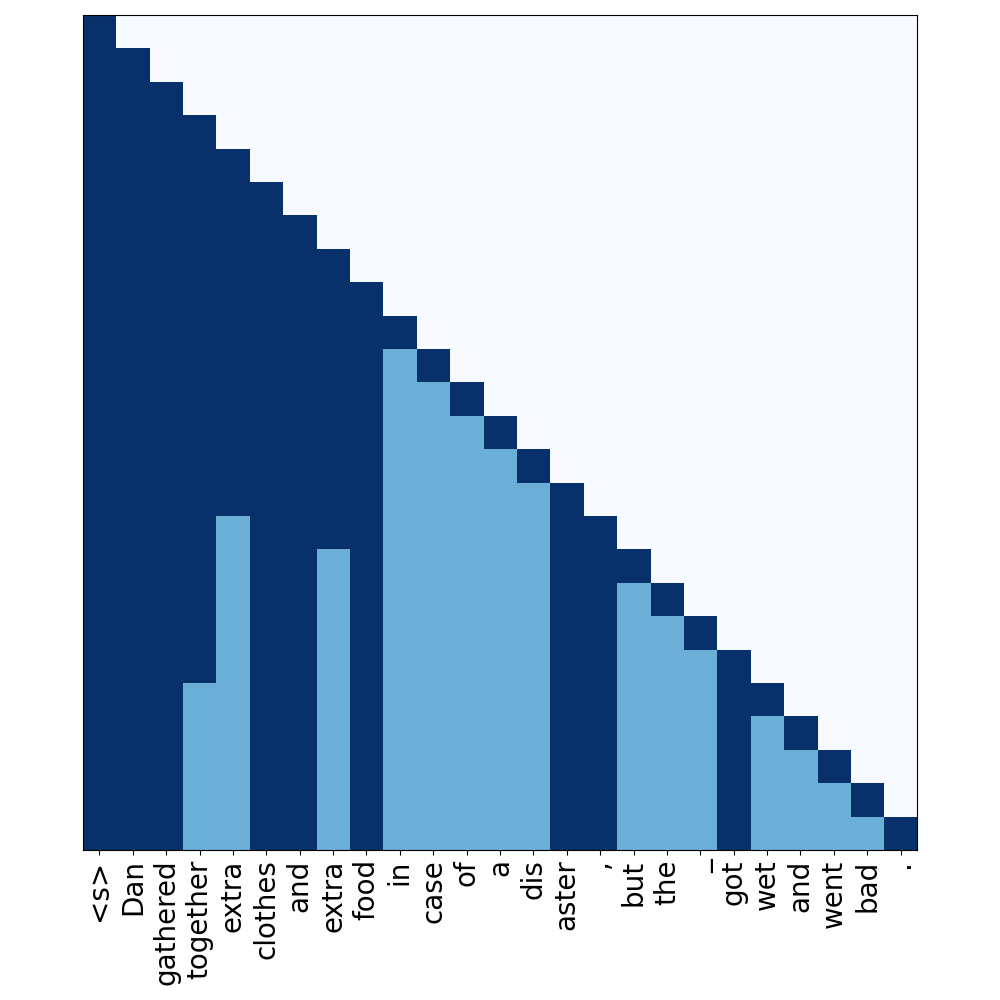 <s> Dan gathered together extra clothes and extra food in case of a dis aster , but the _ got wet and went bad .